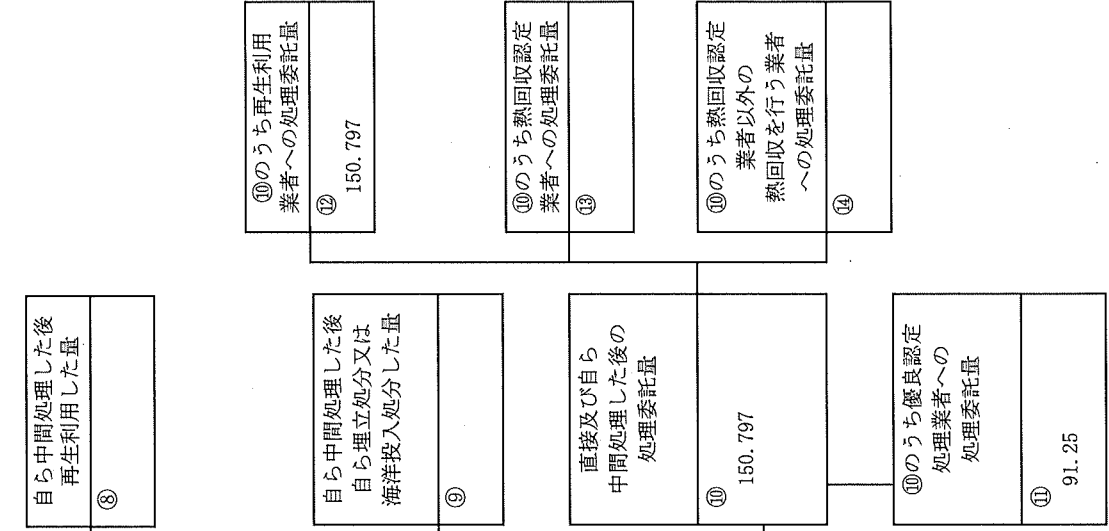 自ら中間処理した後
再生利用した量
⑧
自ら中間処理した後
自ら埋立処分又は
海洋投入処分した量
⑨
直接及び自ら
中間処理した後の
処理委託量
⑩
150.797
⑩のうち優良認定
処理業者への
処理委託量
⑪
91.25
⑩のうち再生利用
業者への処理委託量
⑫
150.797
⑩のうち熱回収認定
業者への処理委託量
⑬
⑩のうち熱回収認定
業者以外の
熱回収を行う業者
への処理委託量
⑭